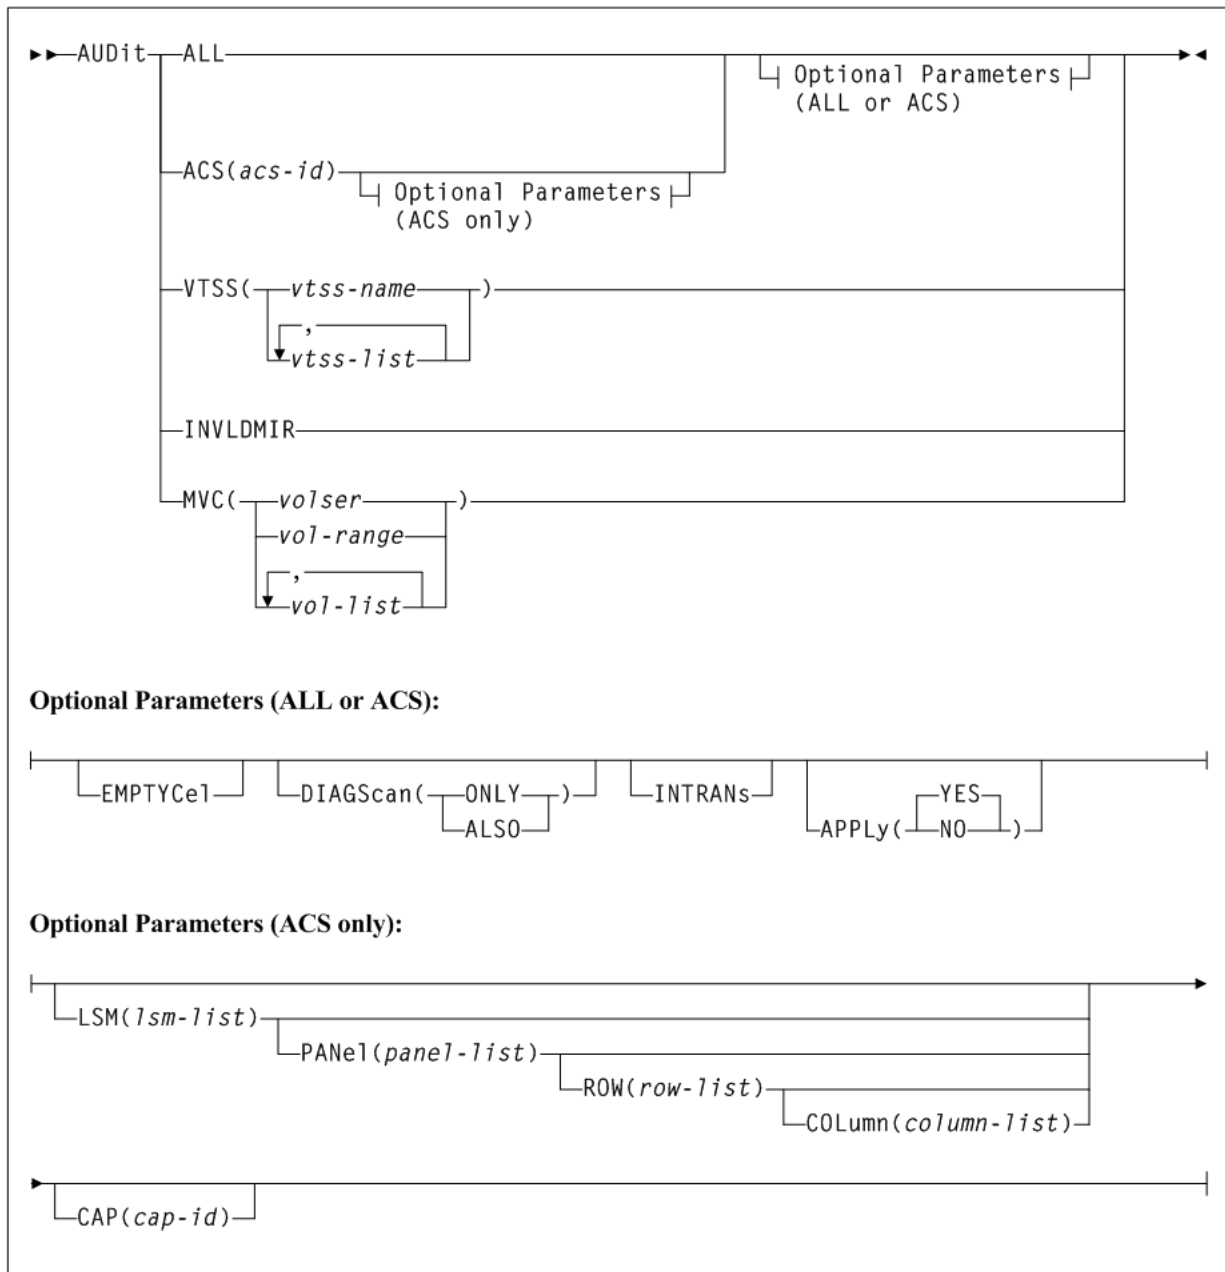 AUDit ALL
Optional Parameters
(ALL or ACS)
ACS(acs-id)
Optional Parameters
(ACS only)
VTSS( vtss-name )
,
vtss-list
INVLDMIR
MVC( volser )
vol-range
,
vol-list
Optional Parameters (ALL or ACS):
EMPTYCel DIAGScan( ONLY ) INTRANs YES
ALSO APPLy( NO )
Optional Parameters (ACS only):
LSM(lsm-list)
PANel(panel-list)
ROW(row-list)
COLumn(column-list)
CAP(cap-id)